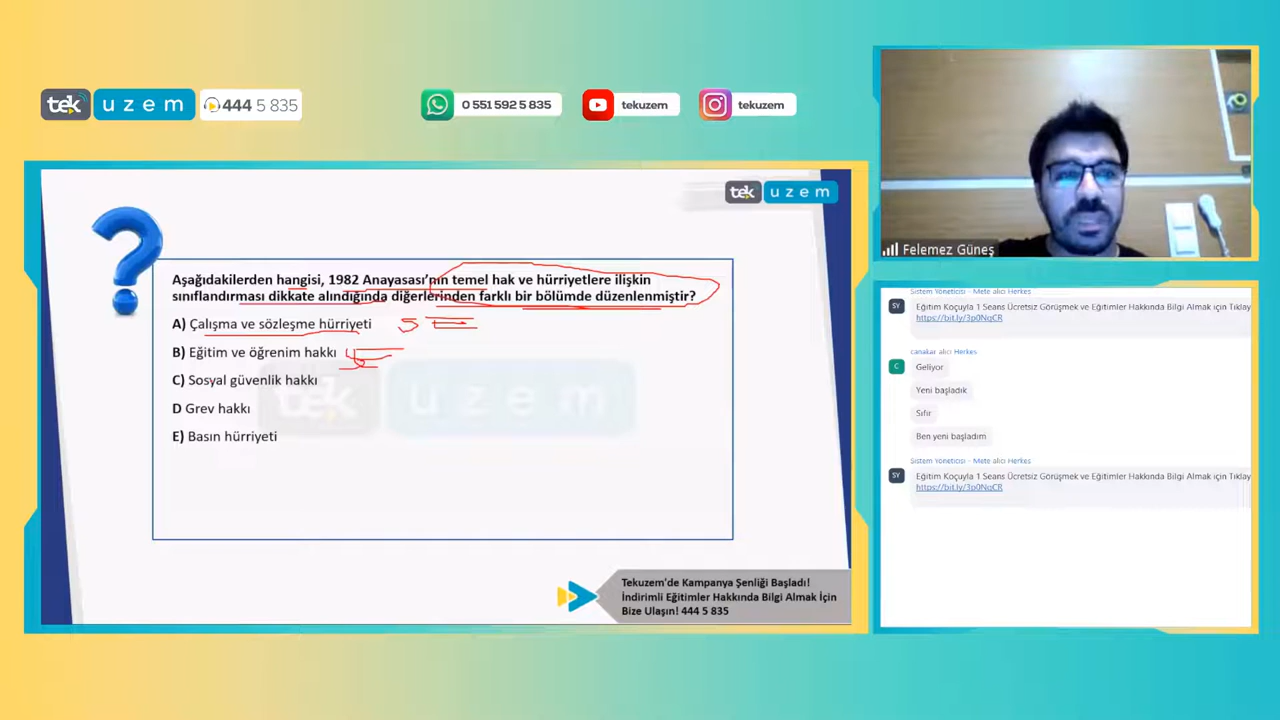 tek uzem 444 5 835
0 551 592 5 835
tekuzem
tekuzem
tek uzem
Aşağıdakilerden hangisi, 1982 Anayasası'nın temel hak ve hürriyetlere ilişkin
sınıflandırması dikkate alındığında diğerlerinden farklı bir bölümde düzenlenmiştir?
A) Çalışma ve sözleşme hürriyeti
B) Eğitim ve öğrenim hakkı
C) Sosyal güvenlik hakkı
D Grev hakkı
E) Basın hürriyeti
tek uzem
Tekuzem'de Kampanya Şenliği Başladı!
İndirimli Eğitimler Hakkında Bilgi Almak İçin
Bize Ulaşın! 444 5 835
Felemez Güneş
Sistem Yöneticisi - Mete alıcı Herkes
SY
Eğitim Koçuyla 1 Seans Ücretsiz Görüşmek ve Eğitimler Hakkında Bilgi Almak için Tıklay
https://bit.ly/3p0NqCR
canakar alıcı Herkes
C
Geliyor
Yeni başladık
Sıfır
Ben yeni başladım
Sistem Yöneticisi - Mete alıcı Herkes
SY
Eğitim Koçuyla 1 Seans Ücretsiz Görüşmek ve Eğitimler Hakkında Bilgi Almak için Tıklay
https://bit.ly/3p0NqCR